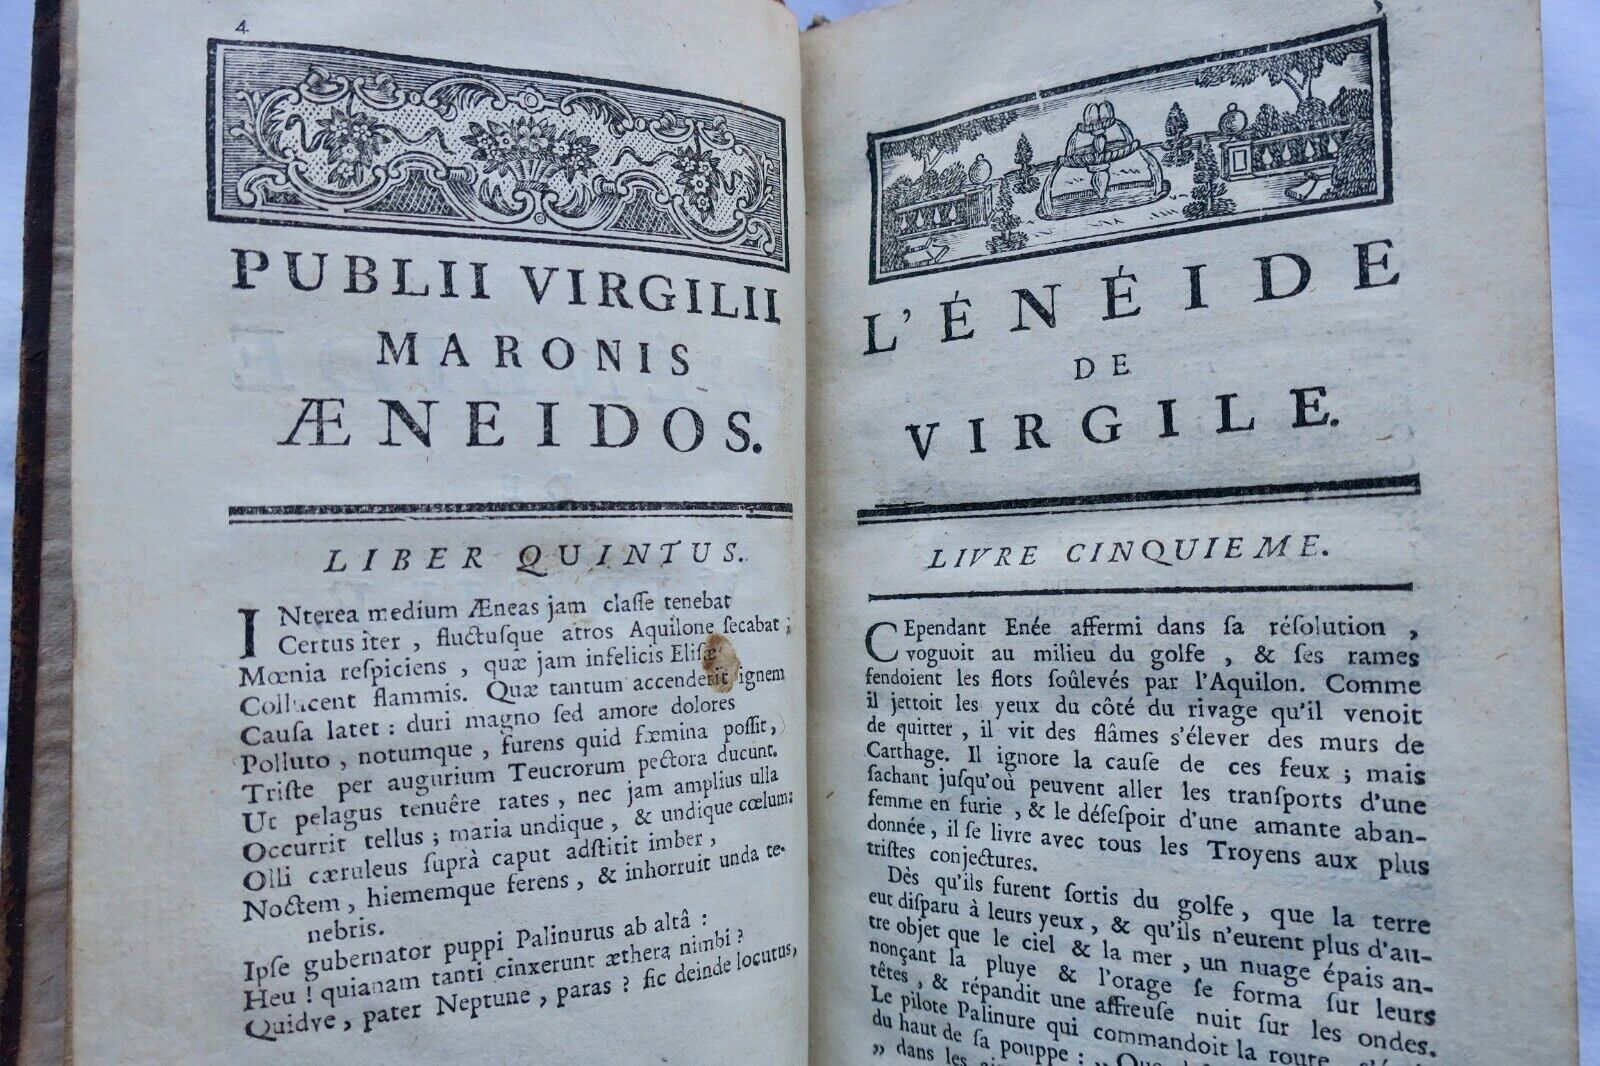 4
PUBLII VIRGILII
MARONIS
ÆNEIDOS.
LIBER QUINTUS.
INterea medium Æneas jam claſſe tenebat
Certus iter, fluctuſque atros Aquilone ſecabat;
Mœnia reſpiciens, quæ jam infelicis Eliſæ
Collucent flammis. Quæ tantum accenderit ignem
Cauſa latet: duri magno ſed amore dolores
Polluto, notumque, furens quid fæmina poſſit,
Triſte per augurium Teucrorum pectora ducunt.
Ut pelagus tenuêre rates, nec jam amplius ulla
Occurrit tellus; maria undique, & undique cœlum:
Olli cæruleus ſuprà caput adſtitit imber,
Noctem, hiememque ferens, & inhorruit unda te-
nebris.
Ipſe gubernator puppi Palinurus ab altâ:
Heu! quianam tanti cinxerunt æthera nimbi?
Quidve, pater Neptune, paras? ſic deinde locutus,
L'ÉNÉIDE
DE
VIRGILE.
LIVRE CINQUIEME.
CEpendant Enée affermi dans ſa réſolution,
voguoit au milieu du golfe, & ſes rames
fendoient les flots ſoûlevés par l'Aquilon. Comme
il jettoit les yeux du côté du rivage qu'il venoit
de quitter, il vit des flâmes s'élever des murs de
Carthage. Il ignore la cauſe de ces feux; mais
ſachant juſqu'où peuvent aller les tranſports d'une
femme en furie, & le déſeſpoir d'une amante aban-
donnée, il ſe livre avec tous les Troyens aux plus
triſtes conjectures.
Dès qu'ils furent ſortis du golfe, que la terre
eut diſparu à leurs yeux, & qu'ils n'eurent plus d'au-
tre objet que le ciel & la mer, un nuage épais an-
nonçant la pluye & l'orage ſe forma ſur leurs
têtes, & répandit une affreuſe nuit ſur les ondes.
Le pilote Palinure qui commandoit la route,
du haut de ſa pouppe: „ Que
„ dans les